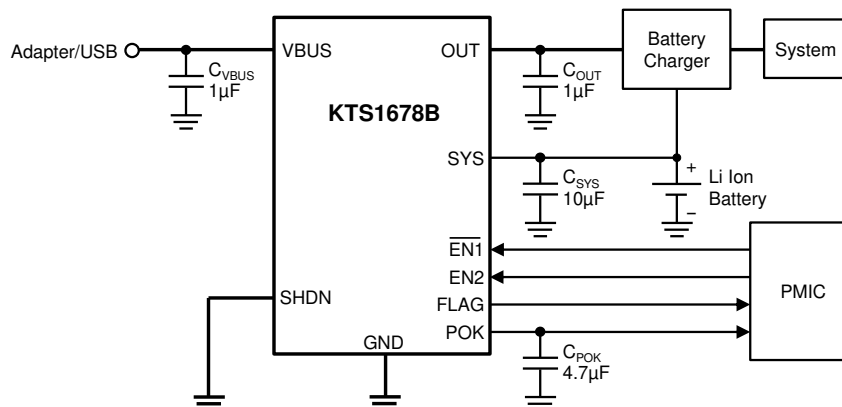 Adapter/USB
VBUS
CVBUS
1µF
KTS1678B
OUT
COUT
1µF
Battery
Charger
System
SYS
CSYS
10µF
+
Li Ion
Battery
–
EN1
EN2
FLAG
POK
PMIC
SHDN
GND
CPOK
4.7µF